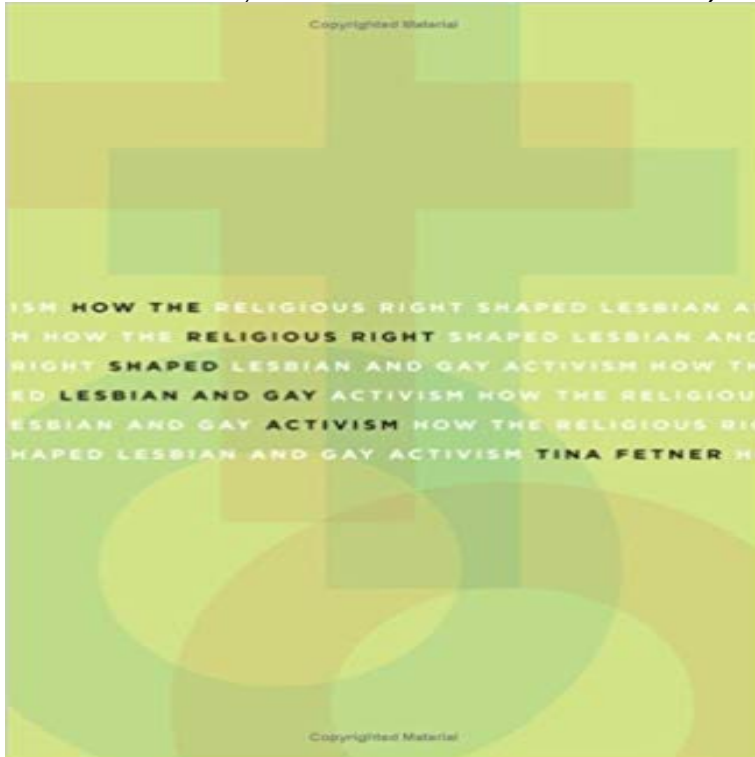 Copyrighted Material
ISM HOW THE RELIGIOUS RIGHT SHAPED LESBIAN A
M HOW THE RELIGIOUS RIGHT SHAPED LESBIAN AND
RIGHT SHAPED LESBIAN AND GAY ACTIVISM HOW TH
ED LESBIAN AND GAY ACTIVISM HOW THE RELIGIOU
ESBIAN AND GAY ACTIVISM HOW THE RELIGIOUS RI
HAPED LESBIAN AND GAY ACTIVISM TINA FETNER H
Copyrighted Material